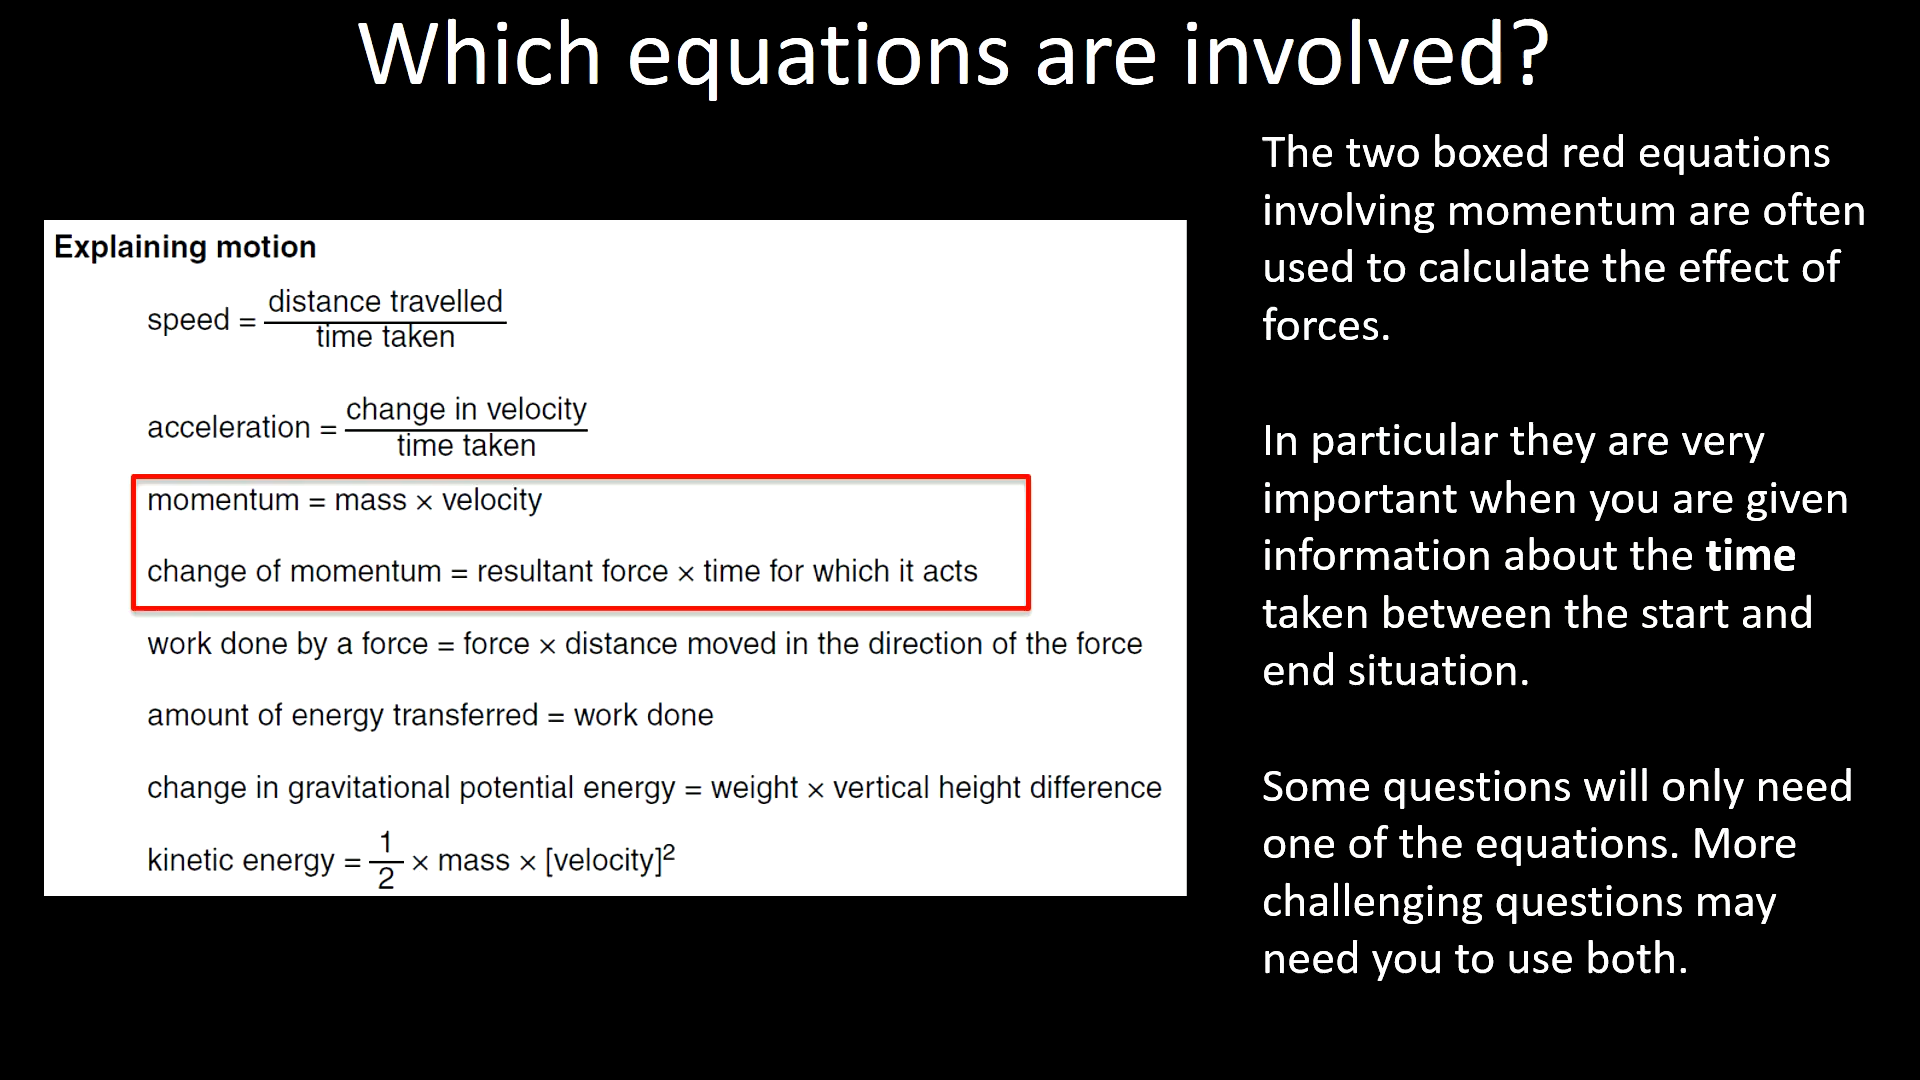 Which equations are involved?
Explaining motion
speed = distance travelled / time taken
acceleration = change in velocity / time taken
momentum = mass × velocity
change of momentum = resultant force × time for which it acts
work done by a force = force × distance moved in the direction of the force
amount of energy transferred = work done
change in gravitational potential energy = weight × vertical height difference
kinetic energy = 1/2 × mass × [velocity]²
The two boxed red equations
involving momentum are often
used to calculate the effect of
forces.
In particular they are very
important when you are given
information about the time
taken between the start and
end situation.
Some questions will only need
one of the equations. More
challenging questions may
need you to use both.